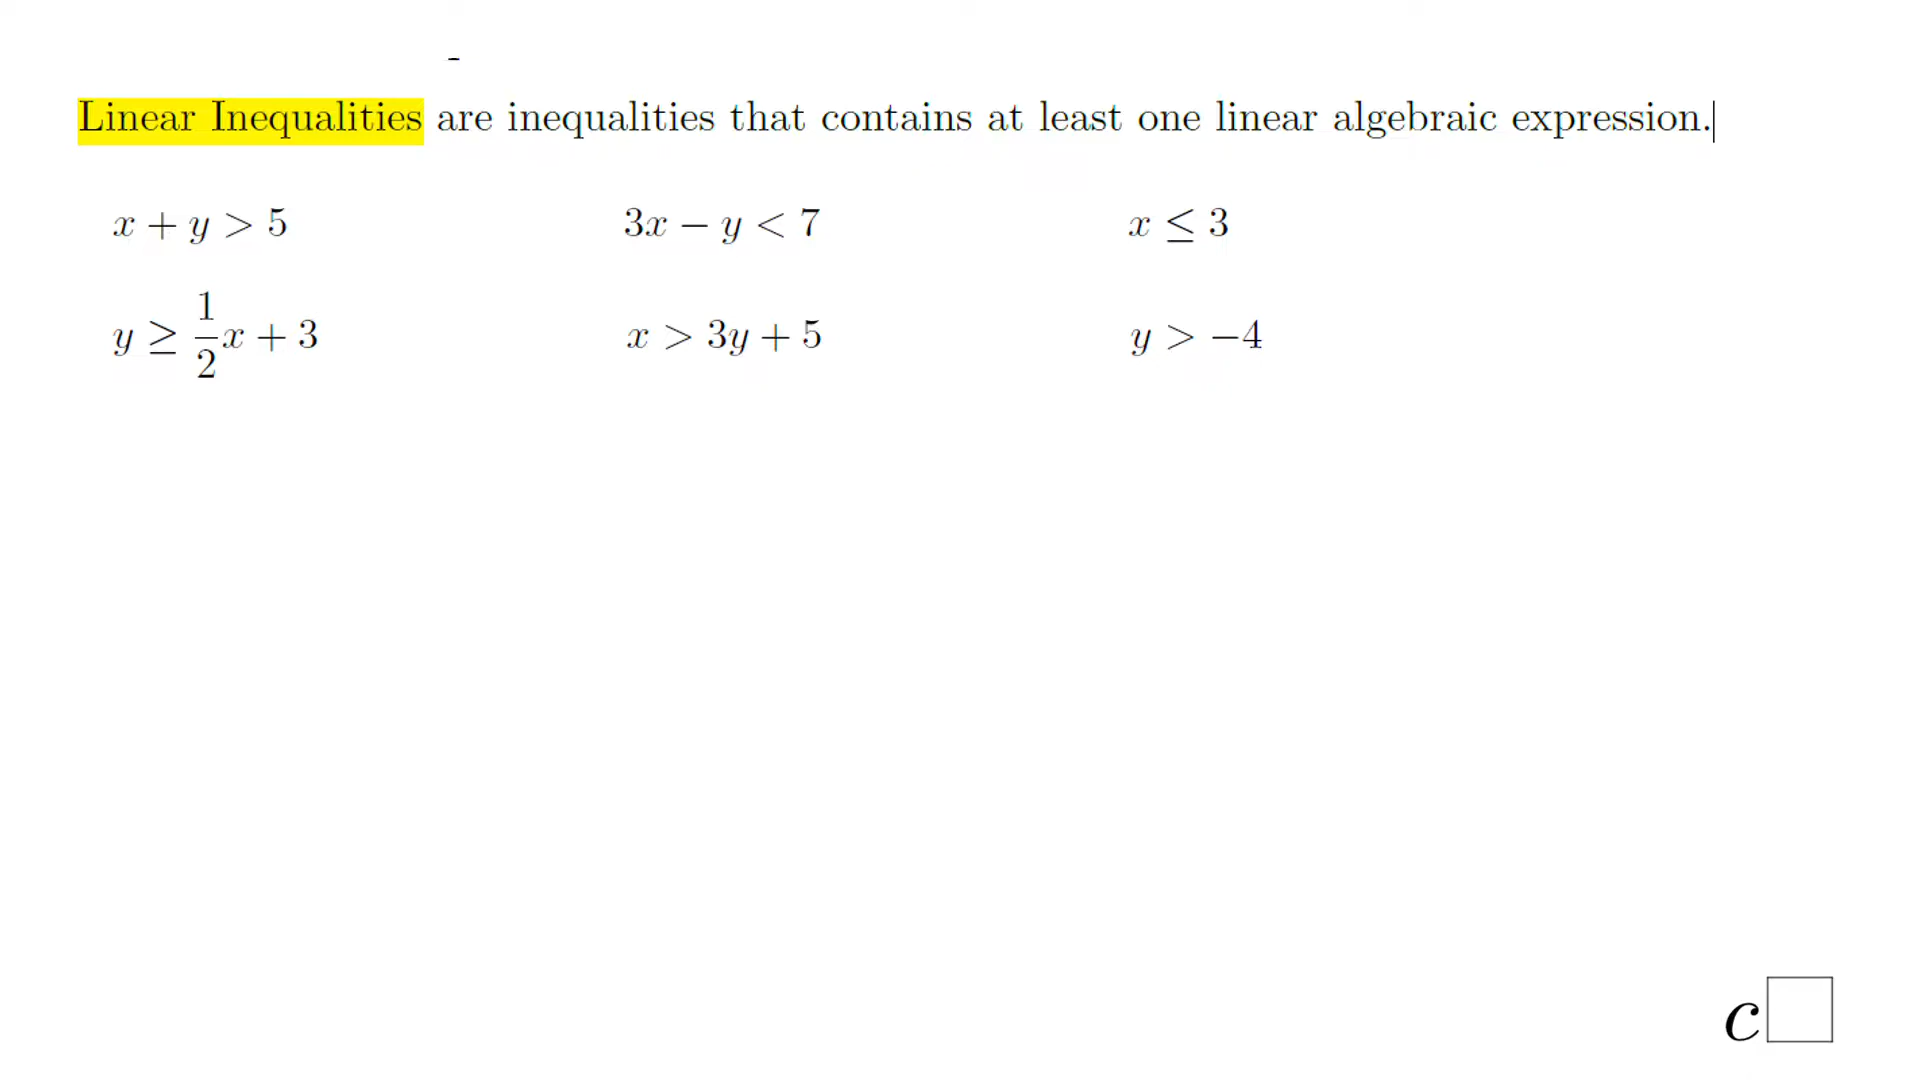 Linear Inequalities are inequalities that contains at least one linear algebraic expression.
x + y > 5    3x − y < 7    x ≤ 3
y ≥ 1/2 x + 3    x > 3y + 5    y > −4
c